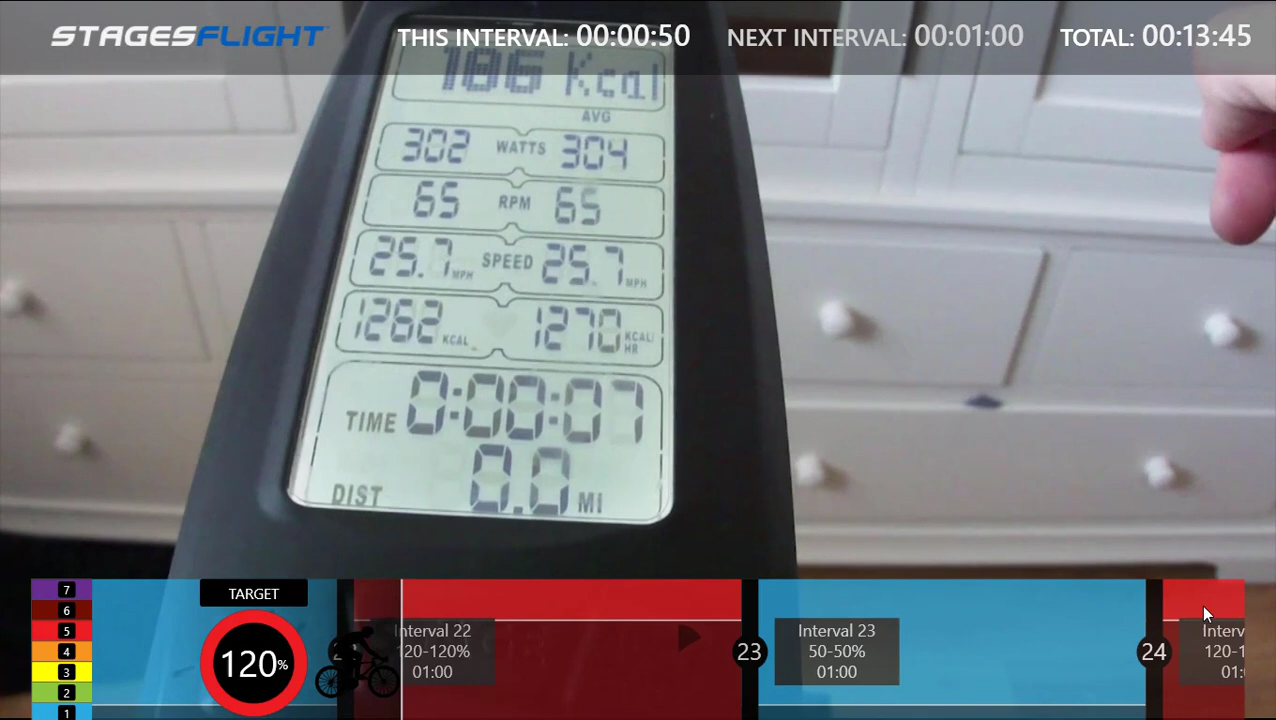 STAGESFLIGHT THIS INTERVAL: 00:00:50 NEXT INTERVAL: 00:01:00 TOTAL: 00:13:45
186 Kcal
AVG
302 WATTS 304
65 RPM 65
25.7 MPH SPEED 25.7 MPH
1262 KCAL 1270 KCAL/
HR
TIME 0:00:07
DIST 0.0 MI
7
6
5
4
3
2
1
TARGET
120%
Interval 22
120-120%
01:00
23
Interval 23
50-50%
01:00
24